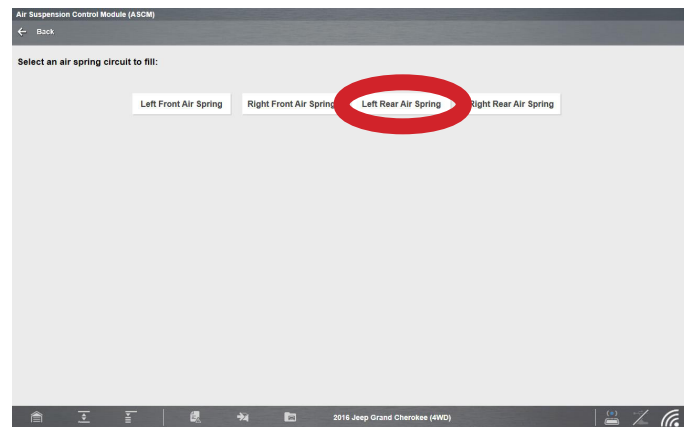 Air Suspension Control Module (ASCM)
Back
Select an air spring circuit to fill:
Left Front Air Spring Right Front Air Spring Left Rear Air Spring Right Rear Air Spring
2016 Jeep Grand Cherokee (4WD)